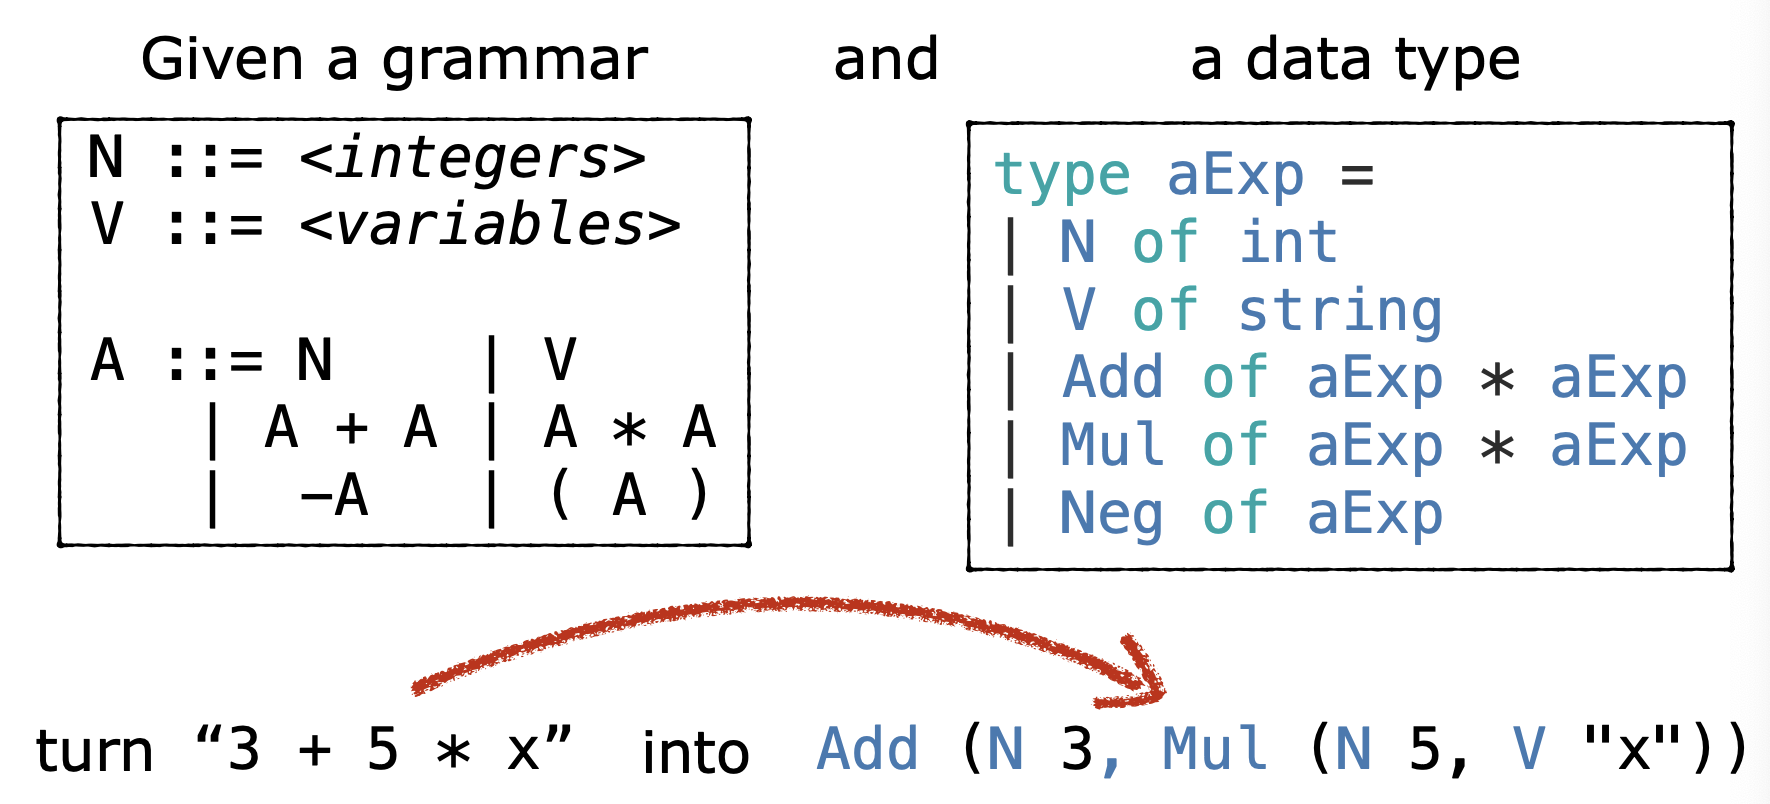 Given a grammar and a data type
N ::= <integers>
V ::= <variables>
A ::= N | V
| A + A | A * A
| –A | ( A )
type aExp =
| N of int
| V of string
| Add of aExp * aExp
| Mul of aExp * aExp
| Neg of aExp
turn “3 + 5 * x” into Add (N 3, Mul (N 5, V "x"))